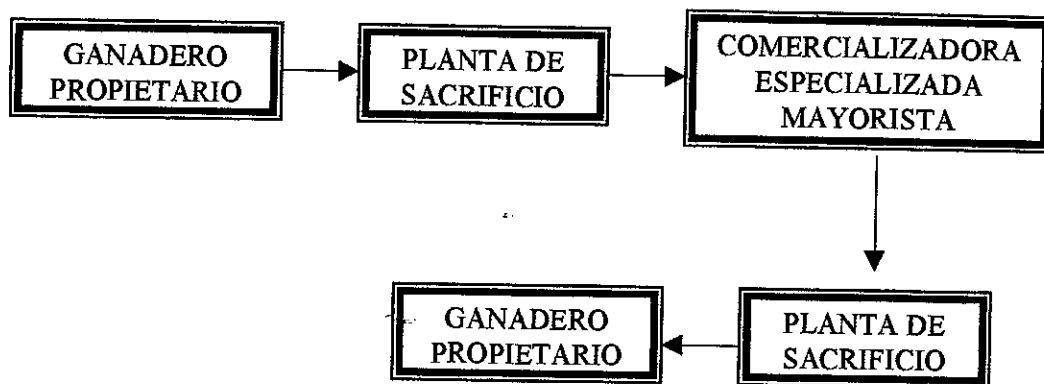 GANADERO
PROPIETARIO
PLANTA DE
SACRIFICIO
COMERCIALIZADORA
ESPECIALIZADA
MAYORISTA
GANADERO
PROPIETARIO
PLANTA DE
SACRIFICIO